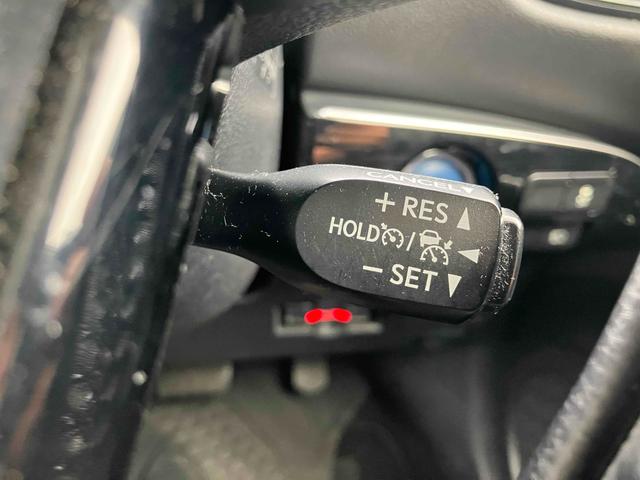 CANCEL▼
+ RES ▲
HOLD / ◀
− SET ▼